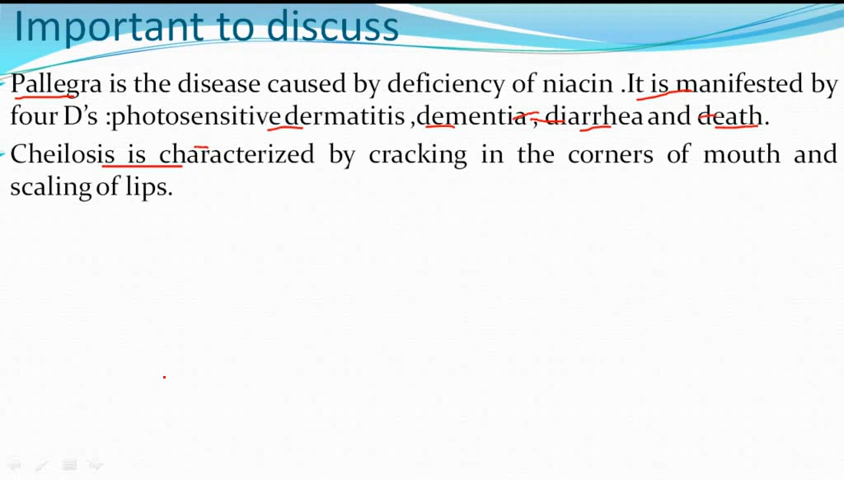 Important to discuss
Pallegra is the disease caused by deficiency of niacin .It is manifested by
four D's :photosensitive dermatitis ,dementia , diarrhea and death.
Cheilosis is characterized by cracking in the corners of mouth and
scaling of lips.